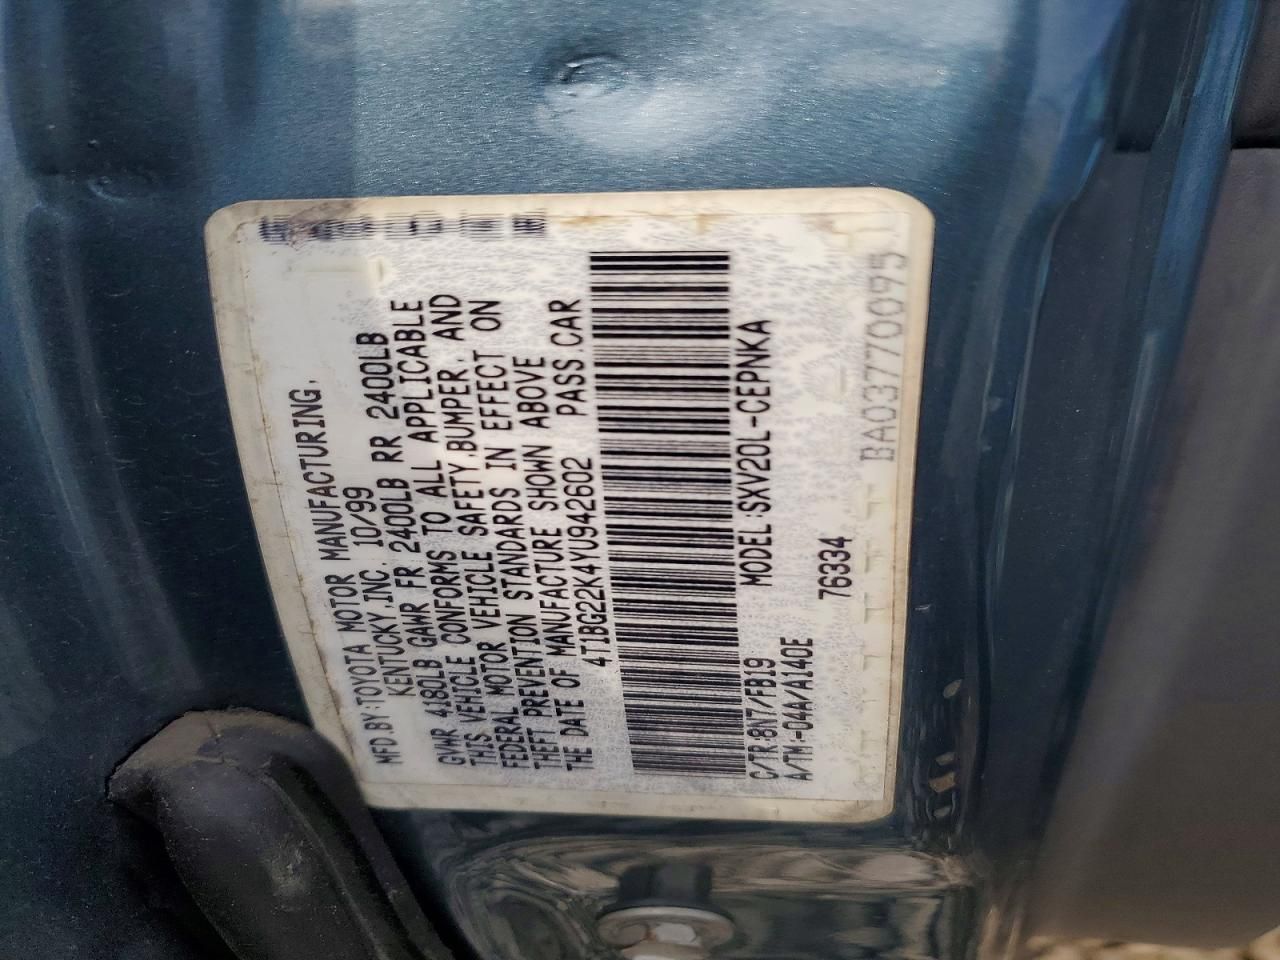 MFD.BY:TOYOTA MOTOR MANUFACTURING,
KENTUCKY,INC. 10/99
GVWR 4180LB GAWR FR 2400LB RR 2400LB
THIS VEHICLE CONFORMS TO ALL APPLICABLE
FEDERAL MOTOR VEHICLE SAFETY,BUMPER, AND
THEFT PREVENTION STANDARDS IN EFFECT ON
THE DATE OF MANUFACTURE SHOWN ABOVE
4T1BG22K4YU942602 PASS.CAR
C/TR:8N7/FB19 MODEL:SXV20L-CEPNKA
A/TM:-04A/A140E
76334
BA03770095